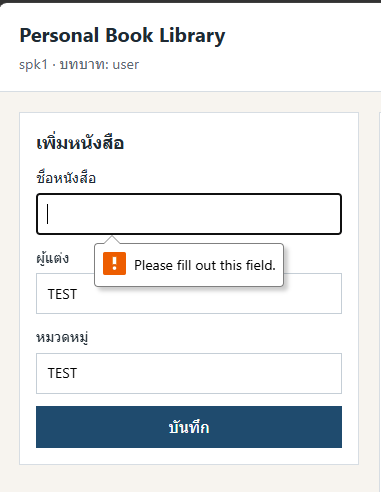 Personal Book Library
spk1 · บทบาท: user
เพิ่มหนังสือ
ชื่อหนังสือ
! Please fill out this field.
ผู้แต่ง
TEST
หมวดหมู่
TEST
บันทึก